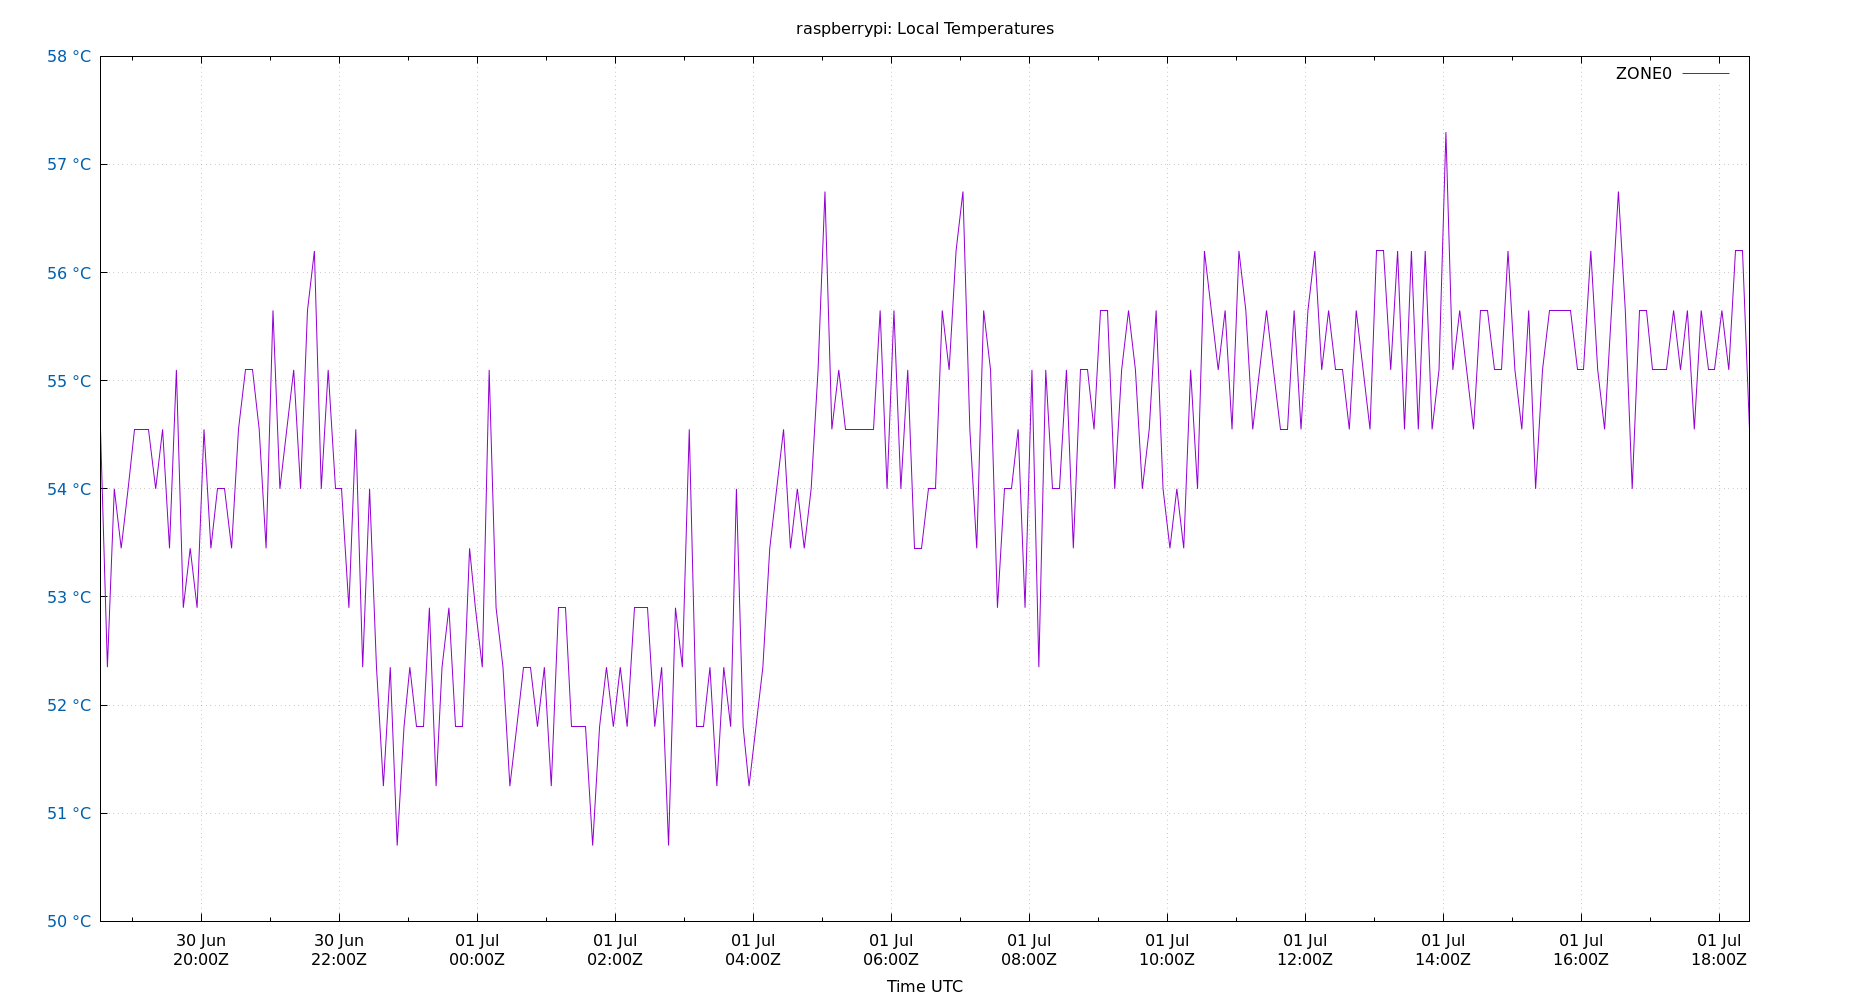 raspberrypi: Local Temperatures
58 °C
ZONE0
57 °C
56 °C
55 °C
54 °C
53 °C
52 °C
51 °C
50 °C
30 Jun 30 Jun 01 Jul 01 Jul 01 Jul 01 Jul 01 Jul 01 Jul 01 Jul 01 Jul 01 Jul 01 Jul
20:00Z 22:00Z 00:00Z 02:00Z 04:00Z 06:00Z 08:00Z 10:00Z 12:00Z 14:00Z 16:00Z 18:00Z
Time UTC